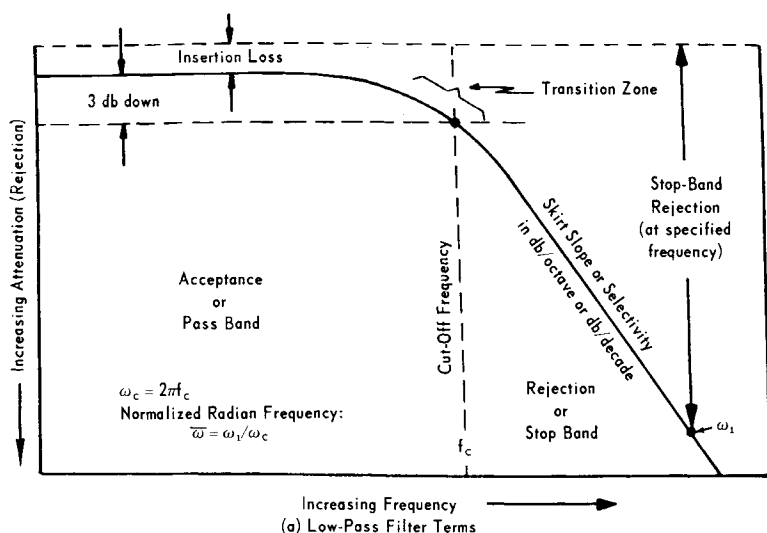 Insertion Loss
3 db down
Transition Zone
Increasing Attenuation (Rejection)
Stop-Band
Rejection
(at specified
frequency)
Skirt Slope or Selectivity
in db/octave or db/decade
Acceptance
or
Pass Band
Cut-Off Frequency
ω_c = 2πf_c
Normalized Radian Frequency:
ω̅ = ω₁/ω_c
Rejection
or
Stop Band
ω₁
f_c
Increasing Frequency
(a) Low-Pass Filter Terms